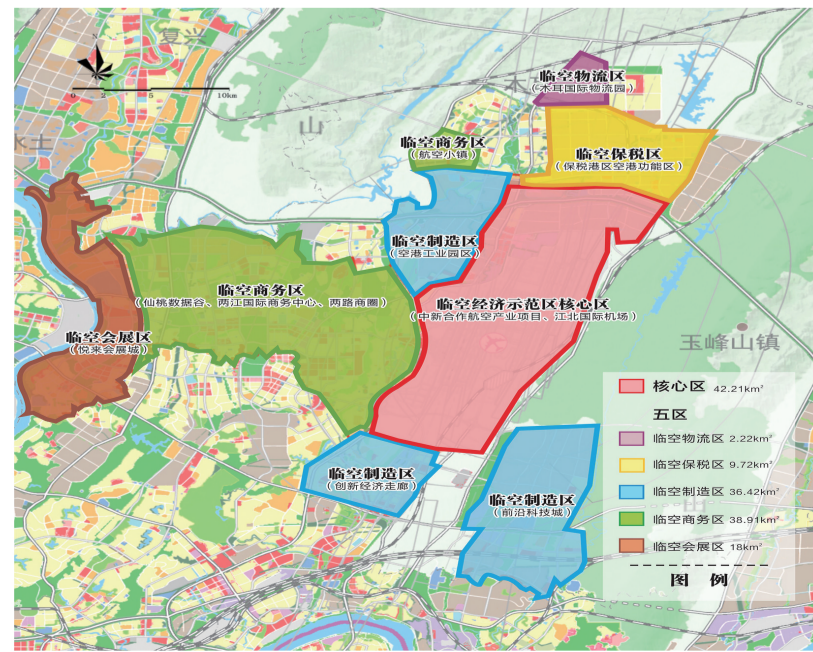 复兴
N
0 5 10km
水土
山
木
临空物流区
（木耳国际物流园）
临空商务区
（航空小镇）
临空保税区
（保税港区空港功能区）
临空制造区
（空港工业园区）
临空商务区
（仙桃数据谷、两江国际商务中心、两路商圈）
临空经济示范区核心区
（中新合作航空产业项目、江北国际机场）
临空会展区
（悦来会展城）
玉峰山镇
临空制造区
（创新经济走廊）
临空制造区
（前沿科技城）
山
核心区 42.21km²
五区
临空物流区 2.22km²
临空保税区 9.72km²
临空制造区 36.42km²
临空商务区 38.91km²
临空会展区 18km²
图 例